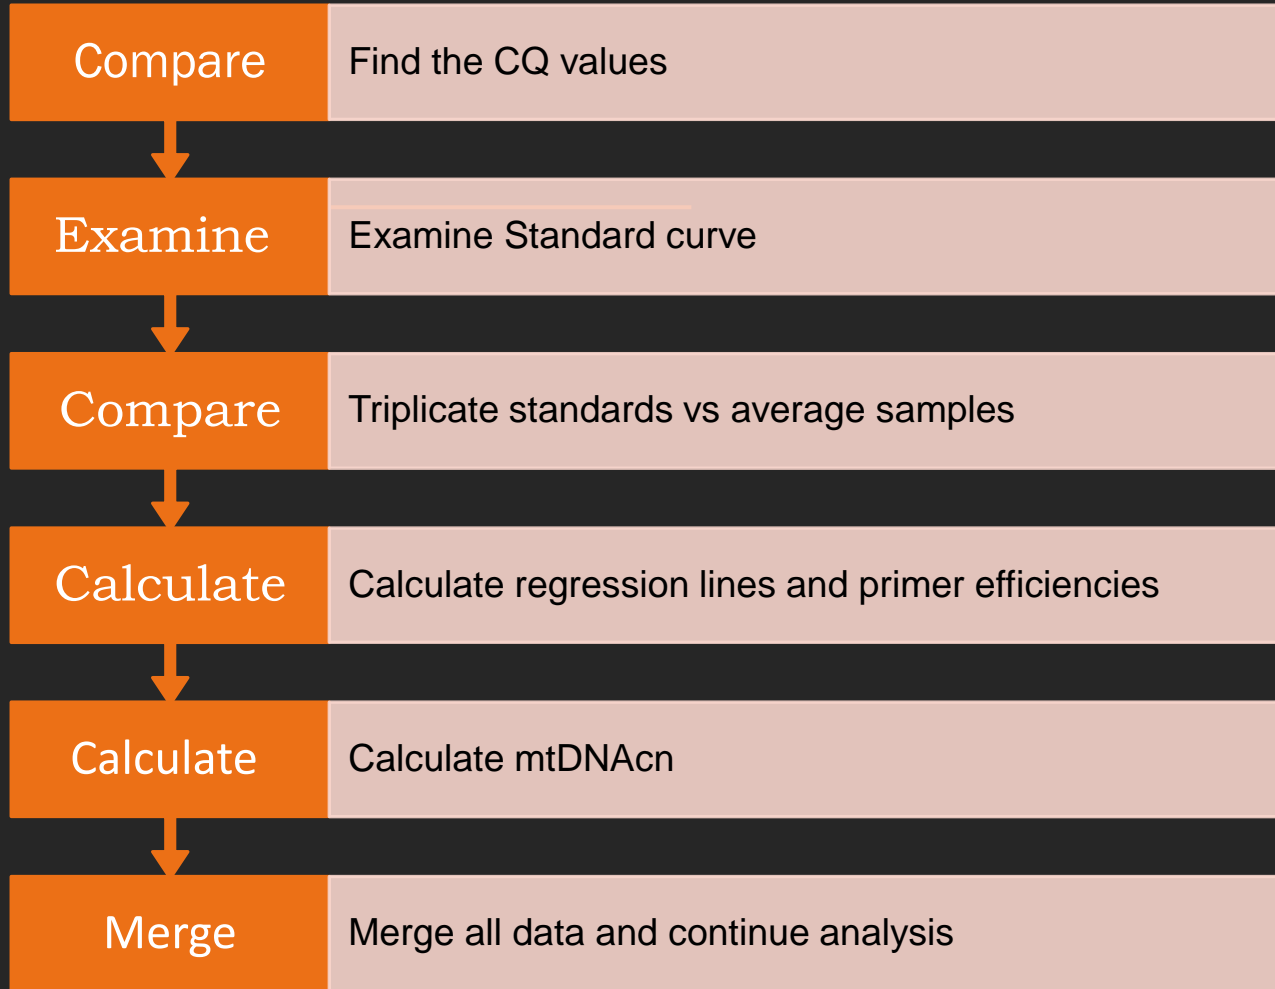 Compare
Find the CQ values
Examine
Examine Standard curve
Compare
Triplicate standards vs average samples
Calculate
Calculate regression lines and primer efficiencies
Calculate
Calculate mtDNAcn
Merge
Merge all data and continue analysis